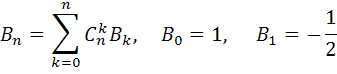 $B_n = \sum_{k=0}^{n} C_n^k B_k, \quad B_0 = 1, \quad B_1 = -\frac{1}{2}$